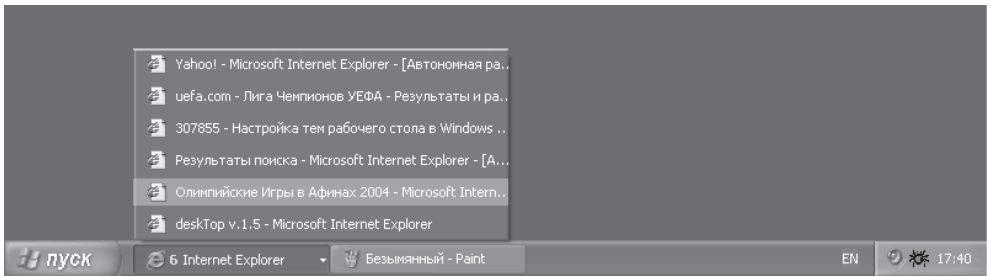 Yahoo! - Microsoft Internet Explorer - [Автономная ра...
uefa.com - Лига Чемпионов УЕФА - Результаты и ра...
307855 - Настройка тем рабочего стола в Windows ...
Результаты поиска - Microsoft Internet Explorer - [А...
Олимпийские Игры в Афинах 2004 - Microsoft Intern...
deskTop v.1.5 - Microsoft Internet Explorer
пуск 6 Internet Explorer Безымянный - Paint EN 17:40